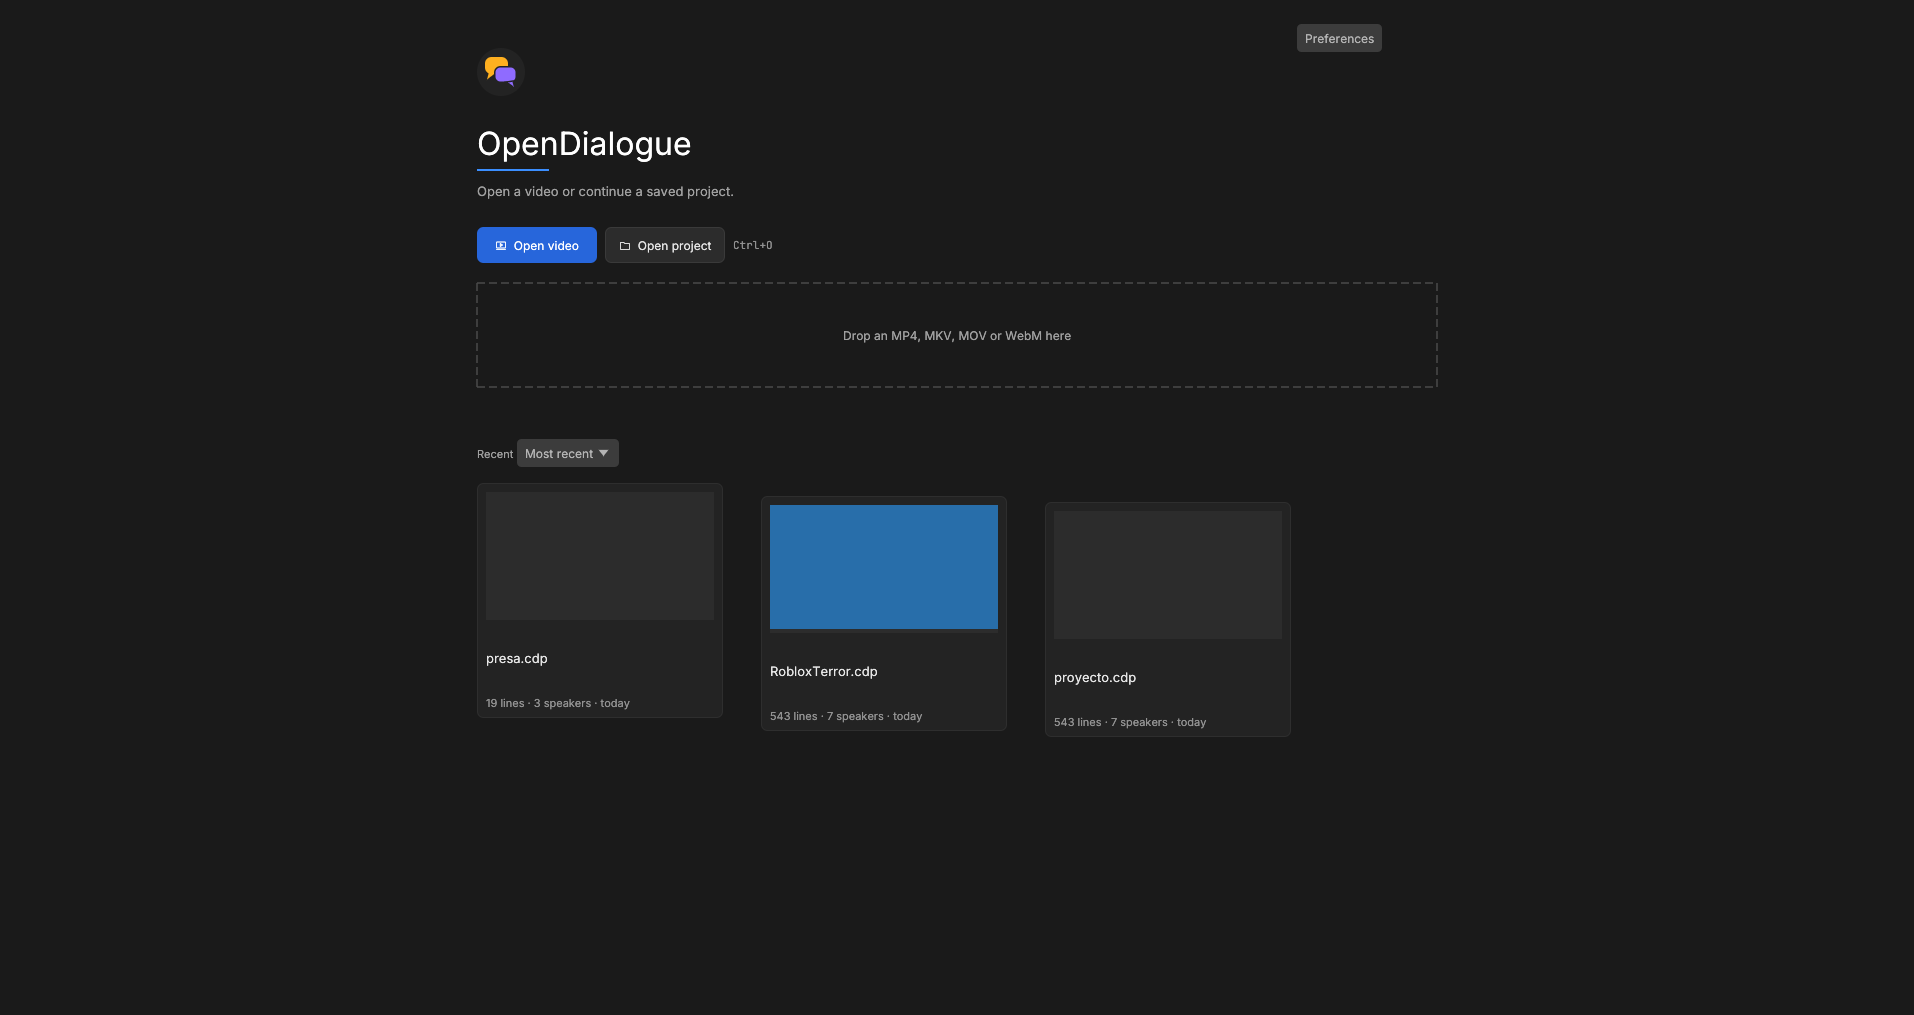 Preferences
OpenDialogue
Open a video or continue a saved project.
Open video
Open project
Ctrl+O
Drop an MP4, MKV, MOV or WebM here
Recent
Most recent
presa.cdp
19 lines · 3 speakers · today
RobloxTerror.cdp
543 lines · 7 speakers · today
proyecto.cdp
543 lines · 7 speakers · today